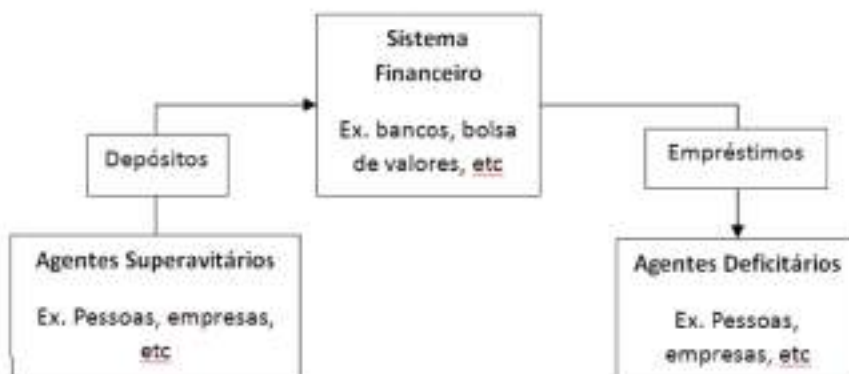 Sistema
Financeiro
Ex. bancos, bolsa
de valores, etc
Depósitos
Empréstimos
Agentes Superavitários
Ex. Pessoas, empresas,
etc
Agentes Deficitários
Ex. Pessoas,
empresas, etc